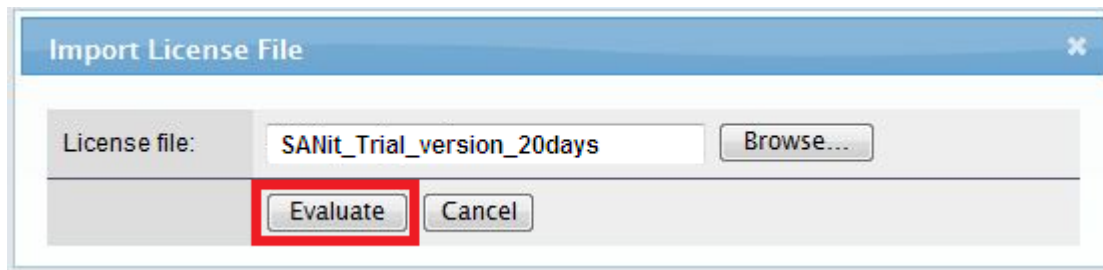 Import License File
License file: SANit_Trial_version_20days Browse...
Evaluate Cancel